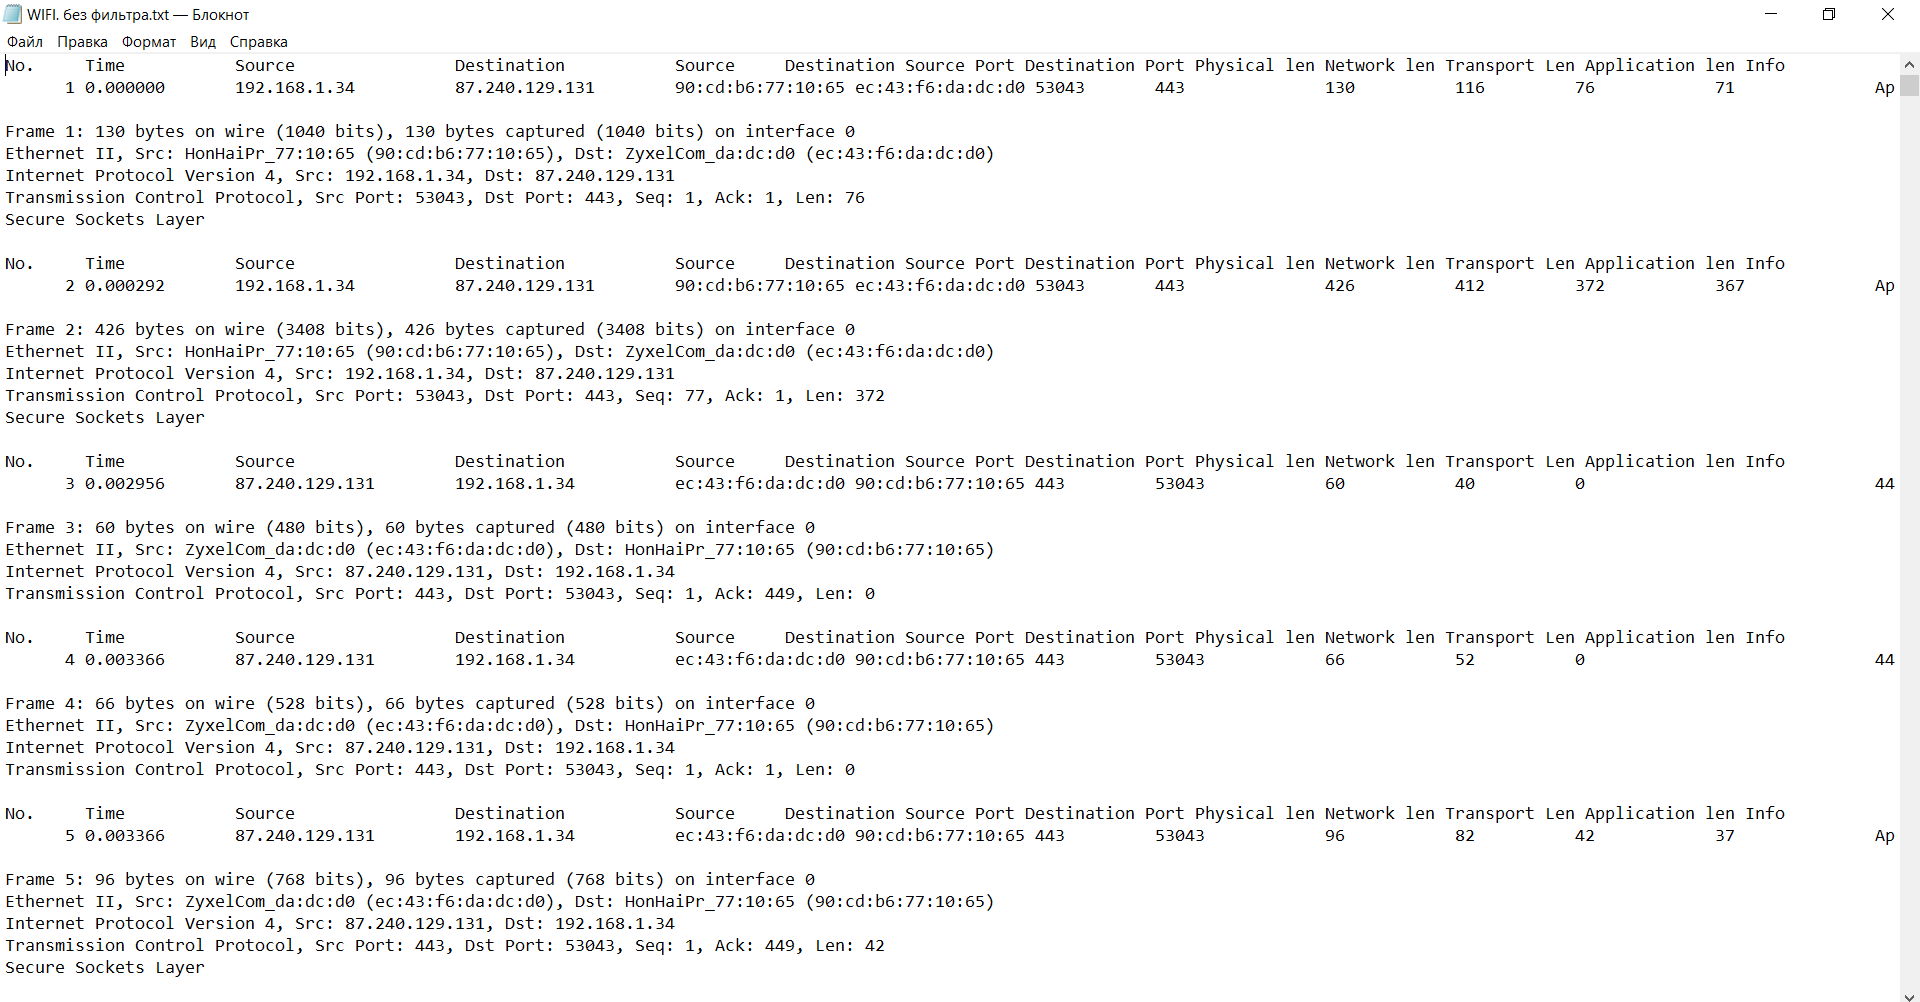 WIFI. без фильтра.txt — Блокнот
Файл Правка Формат Вид Справка
No. Time Source Destination Source Destination Source Port Destination Port Physical len Network len Transport Len Application len Info
1 0.000000 192.168.1.34 87.240.129.131 90:cd:b6:77:10:65 ec:43:f6:da:dc:d0 53043 443 130 116 76 71 Ap
Frame 1: 130 bytes on wire (1040 bits), 130 bytes captured (1040 bits) on interface 0
Ethernet II, Src: HonHaiPr_77:10:65 (90:cd:b6:77:10:65), Dst: ZyxelCom_da:dc:d0 (ec:43:f6:da:dc:d0)
Internet Protocol Version 4, Src: 192.168.1.34, Dst: 87.240.129.131
Transmission Control Protocol, Src Port: 53043, Dst Port: 443, Seq: 1, Ack: 1, Len: 76
Secure Sockets Layer
No. Time Source Destination Source Destination Source Port Destination Port Physical len Network len Transport Len Application len Info
2 0.000292 192.168.1.34 87.240.129.131 90:cd:b6:77:10:65 ec:43:f6:da:dc:d0 53043 443 426 412 372 367 Ap
Frame 2: 426 bytes on wire (3408 bits), 426 bytes captured (3408 bits) on interface 0
Ethernet II, Src: HonHaiPr_77:10:65 (90:cd:b6:77:10:65), Dst: ZyxelCom_da:dc:d0 (ec:43:f6:da:dc:d0)
Internet Protocol Version 4, Src: 192.168.1.34, Dst: 87.240.129.131
Transmission Control Protocol, Src Port: 53043, Dst Port: 443, Seq: 77, Ack: 1, Len: 372
Secure Sockets Layer
No. Time Source Destination Source Destination Source Port Destination Port Physical len Network len Transport Len Application len Info
3 0.002956 87.240.129.131 192.168.1.34 ec:43:f6:da:dc:d0 90:cd:b6:77:10:65 443 53043 60 40 0 44
Frame 3: 60 bytes on wire (480 bits), 60 bytes captured (480 bits) on interface 0
Ethernet II, Src: ZyxelCom_da:dc:d0 (ec:43:f6:da:dc:d0), Dst: HonHaiPr_77:10:65 (90:cd:b6:77:10:65)
Internet Protocol Version 4, Src: 87.240.129.131, Dst: 192.168.1.34
Transmission Control Protocol, Src Port: 443, Dst Port: 53043, Seq: 1, Ack: 449, Len: 0
No. Time Source Destination Source Destination Source Port Destination Port Physical len Network len Transport Len Application len Info
4 0.003366 87.240.129.131 192.168.1.34 ec:43:f6:da:dc:d0 90:cd:b6:77:10:65 443 53043 66 52 0 44
Frame 4: 66 bytes on wire (528 bits), 66 bytes captured (528 bits) on interface 0
Ethernet II, Src: ZyxelCom_da:dc:d0 (ec:43:f6:da:dc:d0), Dst: HonHaiPr_77:10:65 (90:cd:b6:77:10:65)
Internet Protocol Version 4, Src: 87.240.129.131, Dst: 192.168.1.34
Transmission Control Protocol, Src Port: 443, Dst Port: 53043, Seq: 1, Ack: 1, Len: 0
No. Time Source Destination Source Destination Source Port Destination Port Physical len Network len Transport Len Application len Info
5 0.003366 87.240.129.131 192.168.1.34 ec:43:f6:da:dc:d0 90:cd:b6:77:10:65 443 53043 96 82 42 37 Ap
Frame 5: 96 bytes on wire (768 bits), 96 bytes captured (768 bits) on interface 0
Ethernet II, Src: ZyxelCom_da:dc:d0 (ec:43:f6:da:dc:d0), Dst: HonHaiPr_77:10:65 (90:cd:b6:77:10:65)
Internet Protocol Version 4, Src: 87.240.129.131, Dst: 192.168.1.34
Transmission Control Protocol, Src Port: 443, Dst Port: 53043, Seq: 1, Ack: 449, Len: 42
Secure Sockets Layer